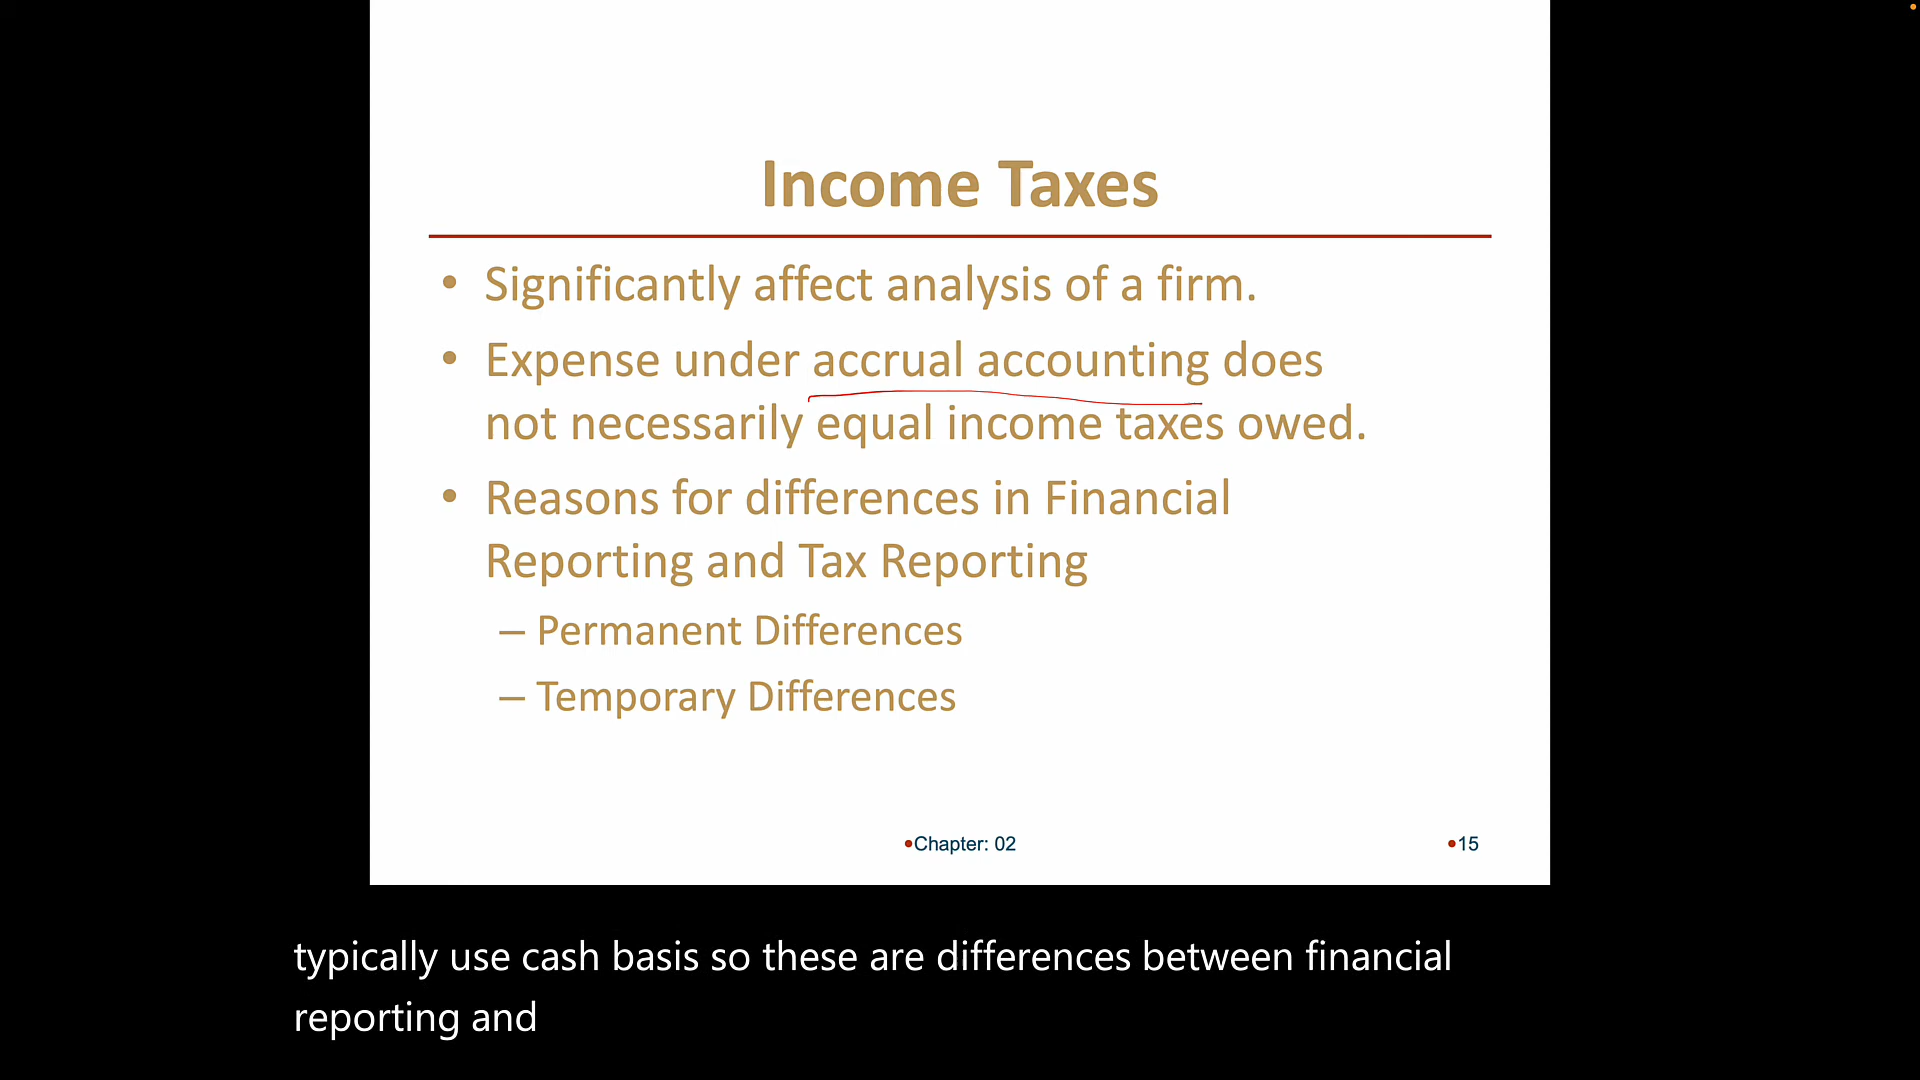 Income Taxes
• Significantly affect analysis of a firm.
• Expense under accrual accounting does
not necessarily equal income taxes owed.
• Reasons for differences in Financial
Reporting and Tax Reporting
– Permanent Differences
– Temporary Differences
•Chapter: 02
•15
typically use cash basis so these are differences between financial
reporting and